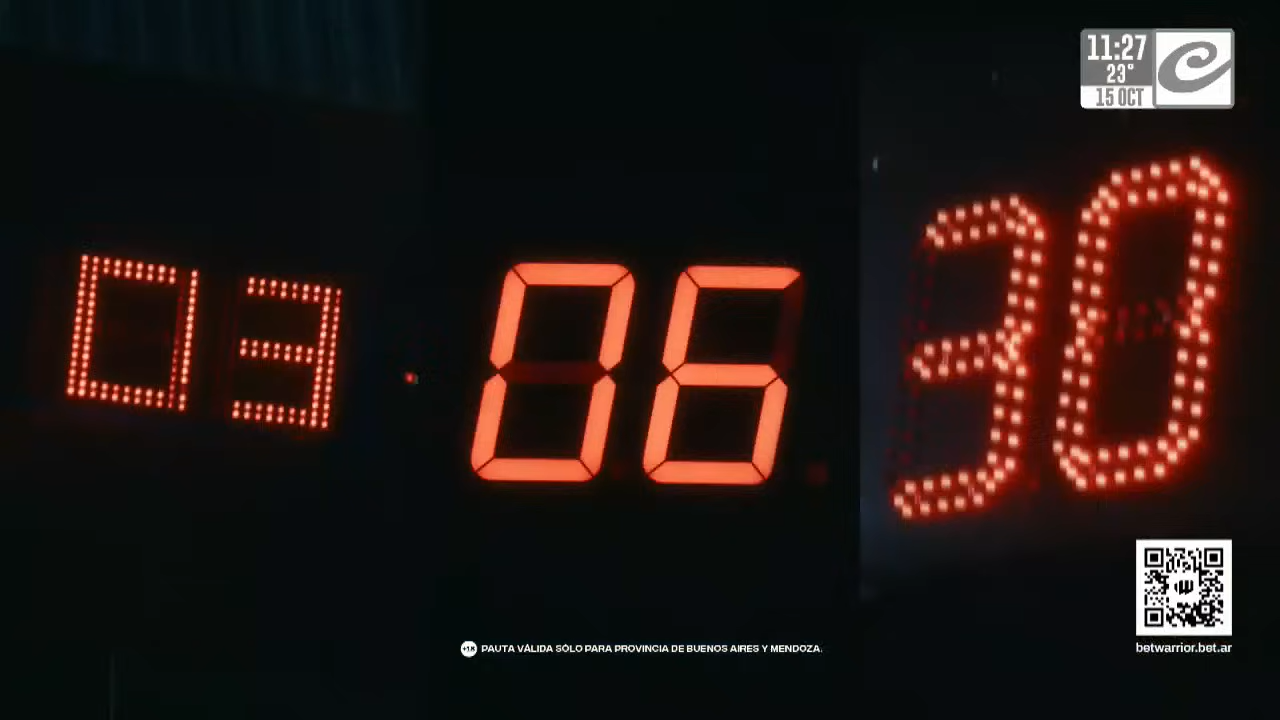 11:27
23°
15 OCT
03
06
30
+18 PAUTA VÁLIDA SÓLO PARA PROVINCIA DE BUENOS AIRES Y MENDOZA.
betwarrior.bet.ar